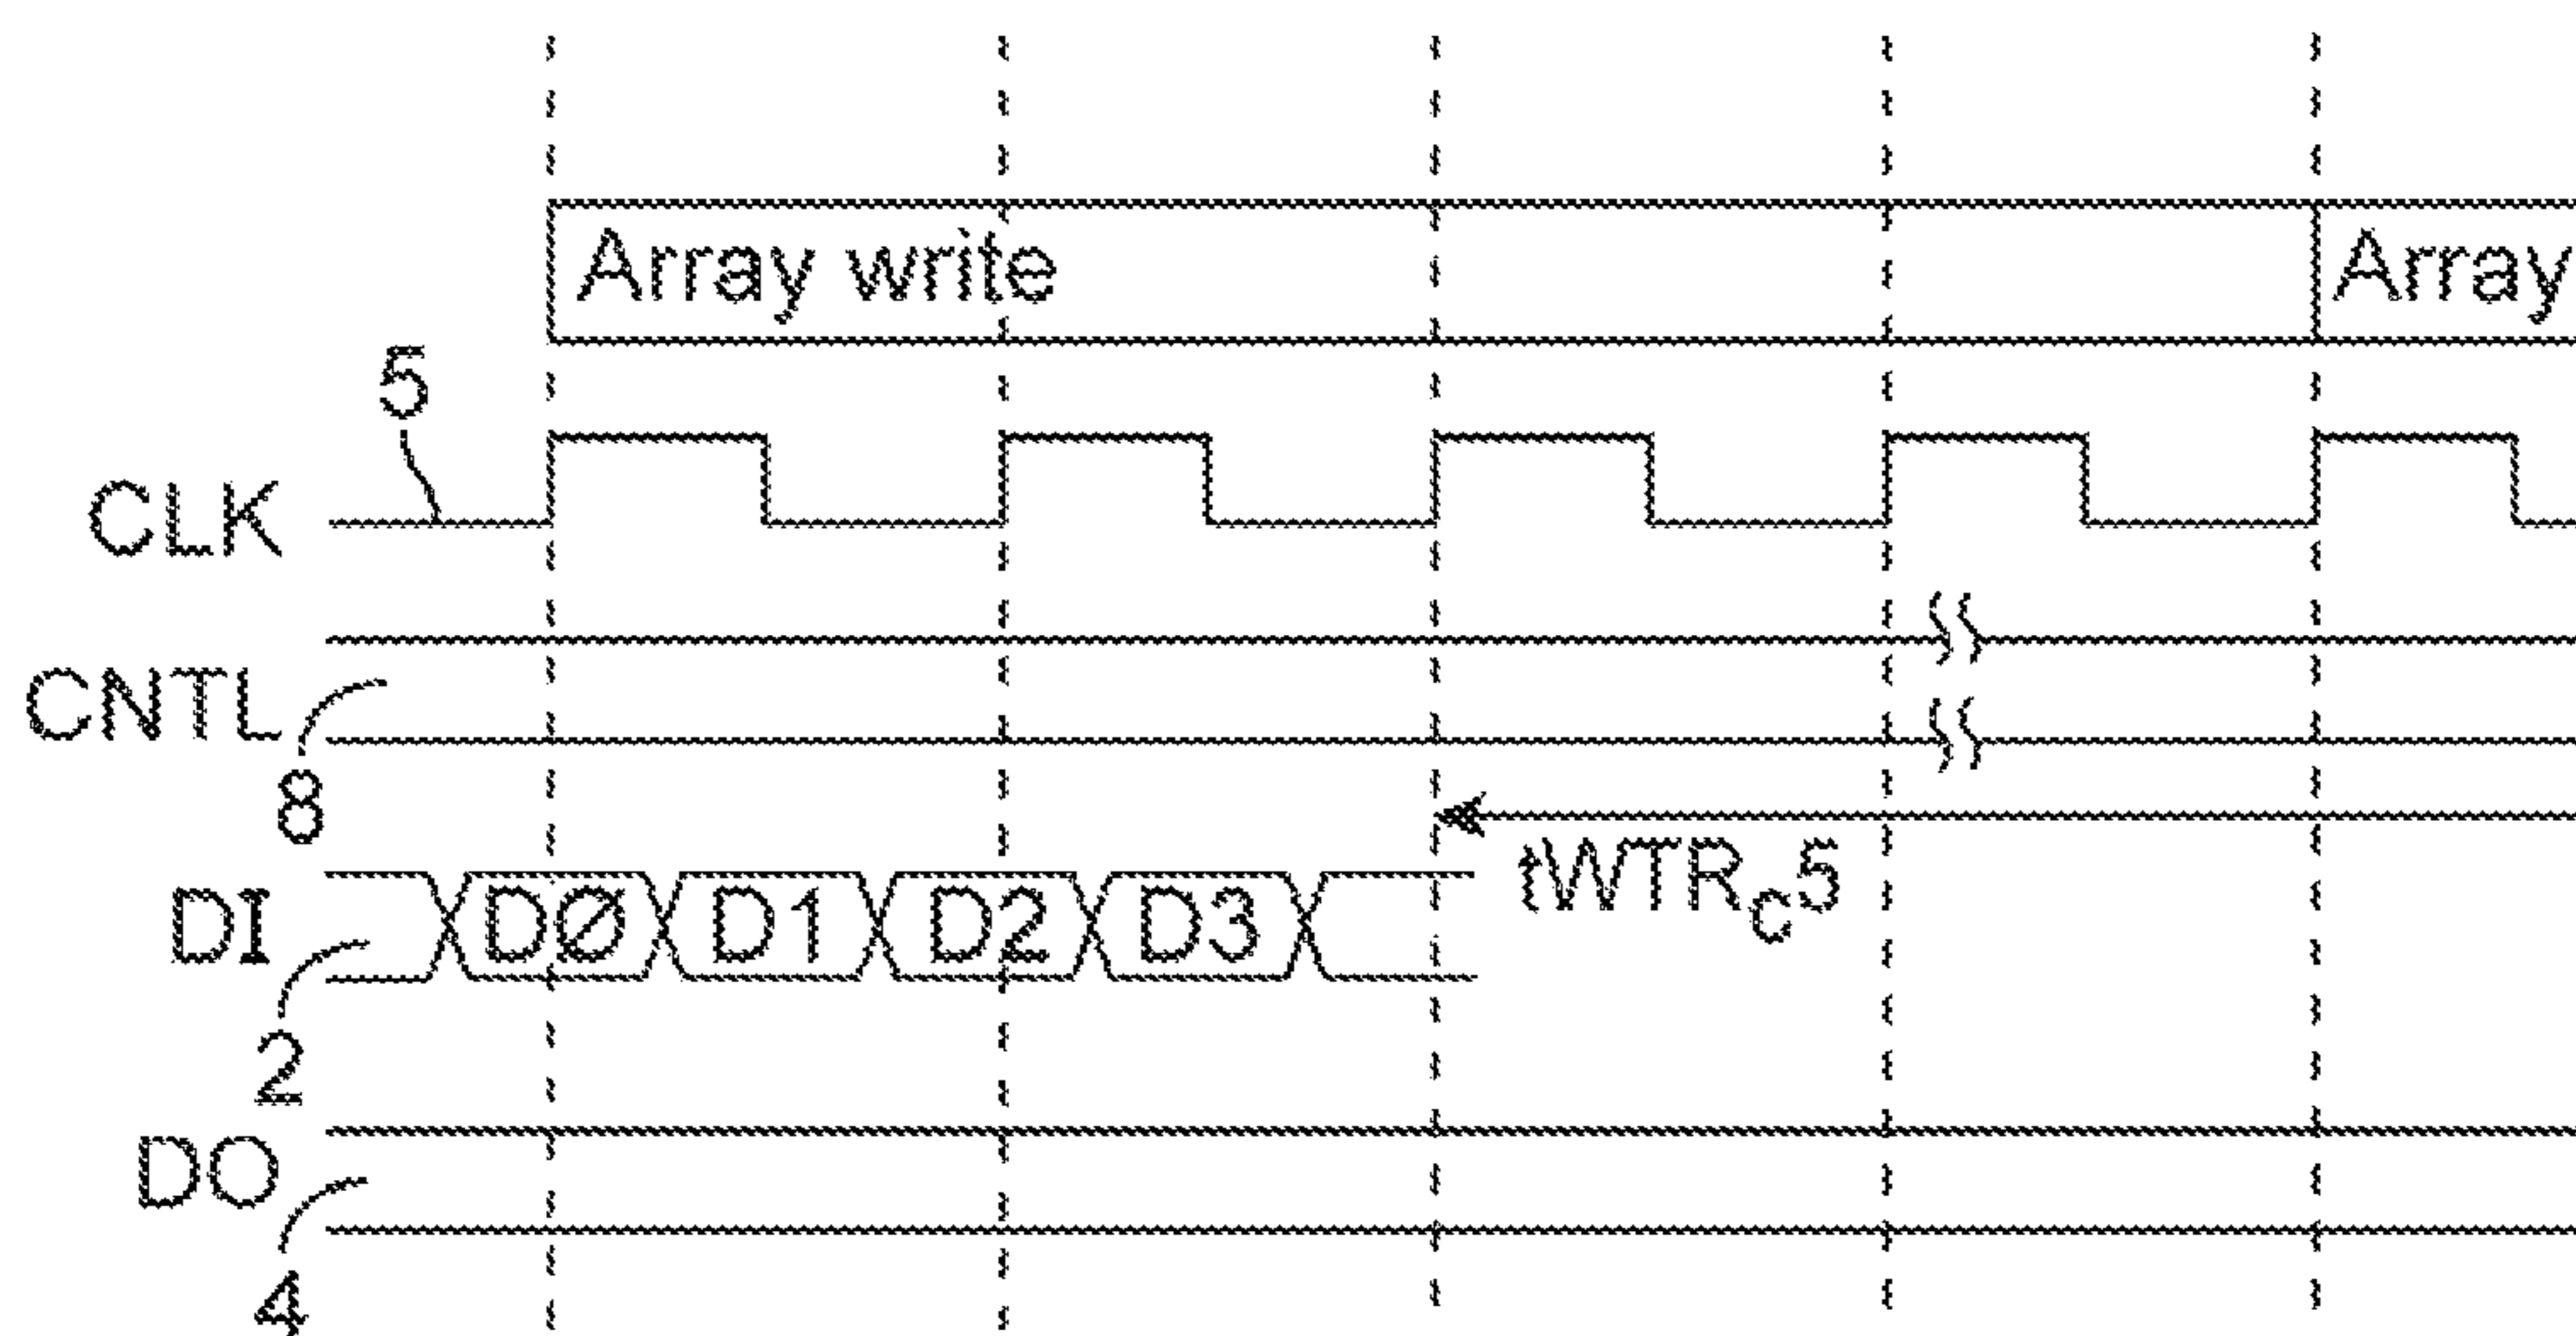 Array write Array
5
CLK
CNTL
8
DI DØ D1 D2 D3 tWTRC5
2
DO
4